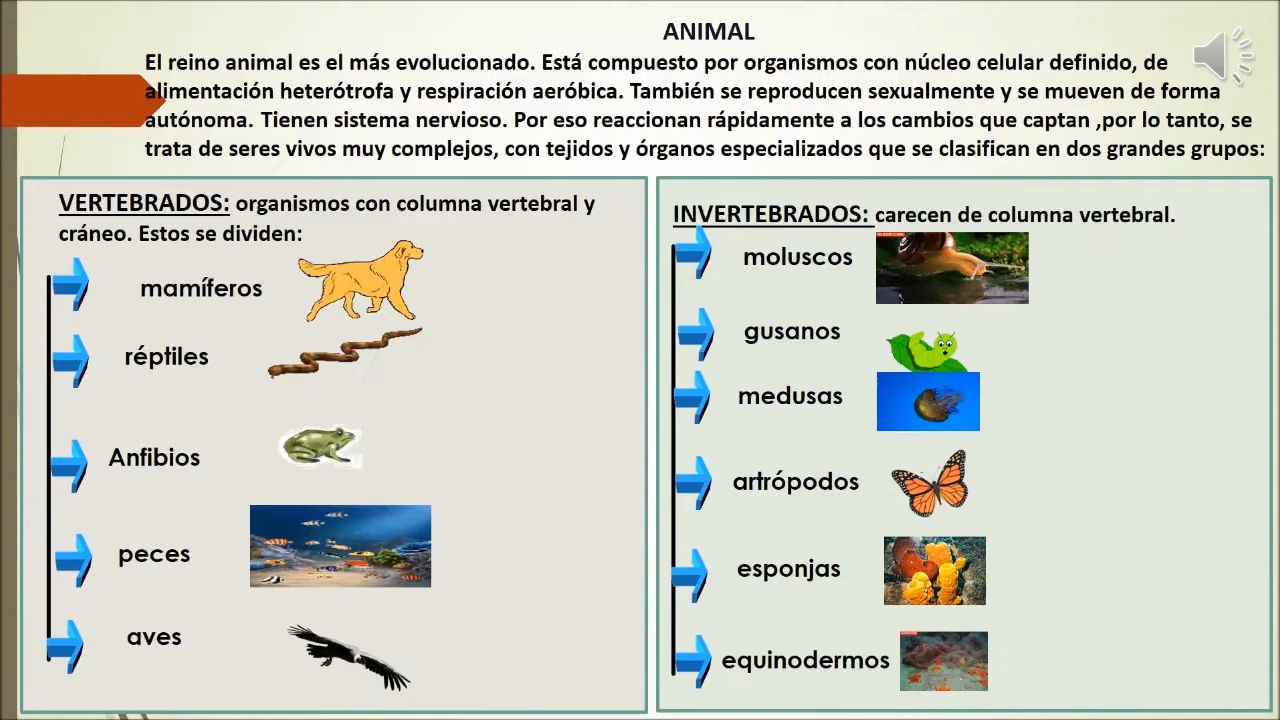 ANIMAL
El reino animal es el más evolucionado. Está compuesto por organismos con núcleo celular definido, de
alimentación heterótrofa y respiración aeróbica. También se reproducen sexualmente y se mueven de forma
autónoma. Tienen sistema nervioso. Por eso reaccionan rápidamente a los cambios que captan ,por lo tanto, se
trata de seres vivos muy complejos, con tejidos y órganos especializados que se clasifican en dos grandes grupos:
VERTEBRADOS: organismos con columna vertebral y
cráneo. Estos se dividen:
mamíferos
réptiles
Anfibios
peces
aves
INVERTEBRADOS: carecen de columna vertebral.
moluscos
gusanos
medusas
artrópodos
esponjas
equinodermos